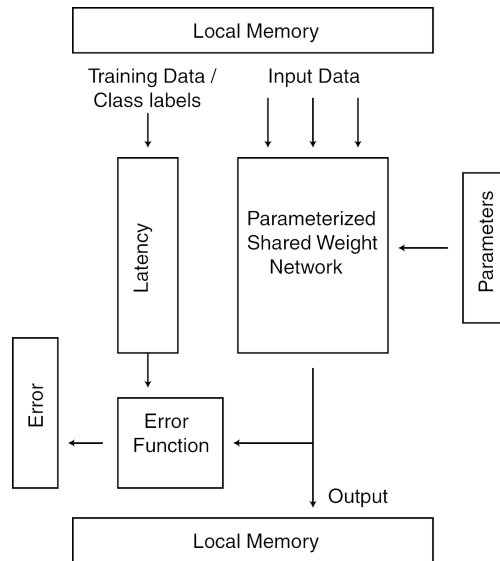 Local Memory
Training Data /
Class labels
Input Data
Latency
Parameterized
Shared Weight
Network
Parameters
Error
Error
Function
Output
Local Memory